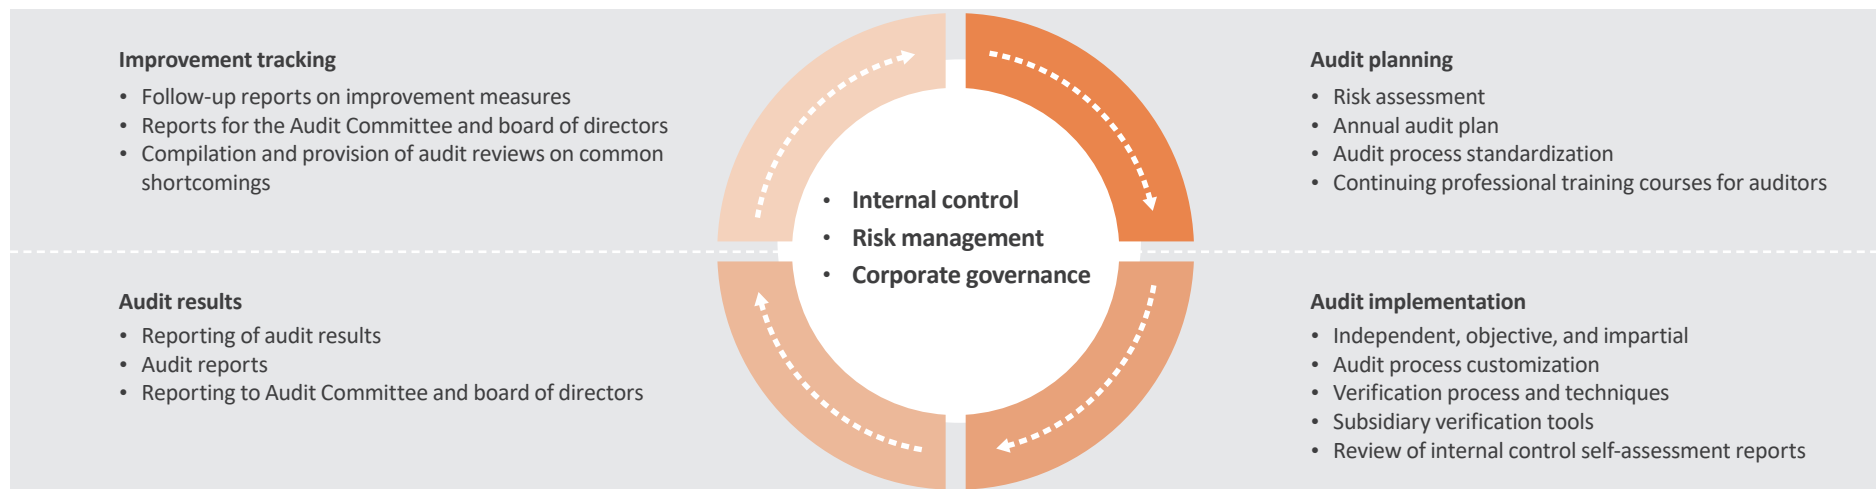 Improvement tracking
• Follow-up reports on improvement measures
• Reports for the Audit Committee and board of directors
• Compilation and provision of audit reviews on common
shortcomings
Audit planning
• Risk assessment
• Annual audit plan
• Audit process standardization
• Continuing professional training courses for auditors
• Internal control
• Risk management
• Corporate governance
Audit results
• Reporting of audit results
• Audit reports
• Reporting to Audit Committee and board of directors
Audit implementation
• Independent, objective, and impartial
• Audit process customization
• Verification process and techniques
• Subsidiary verification tools
• Review of internal control self-assessment reports